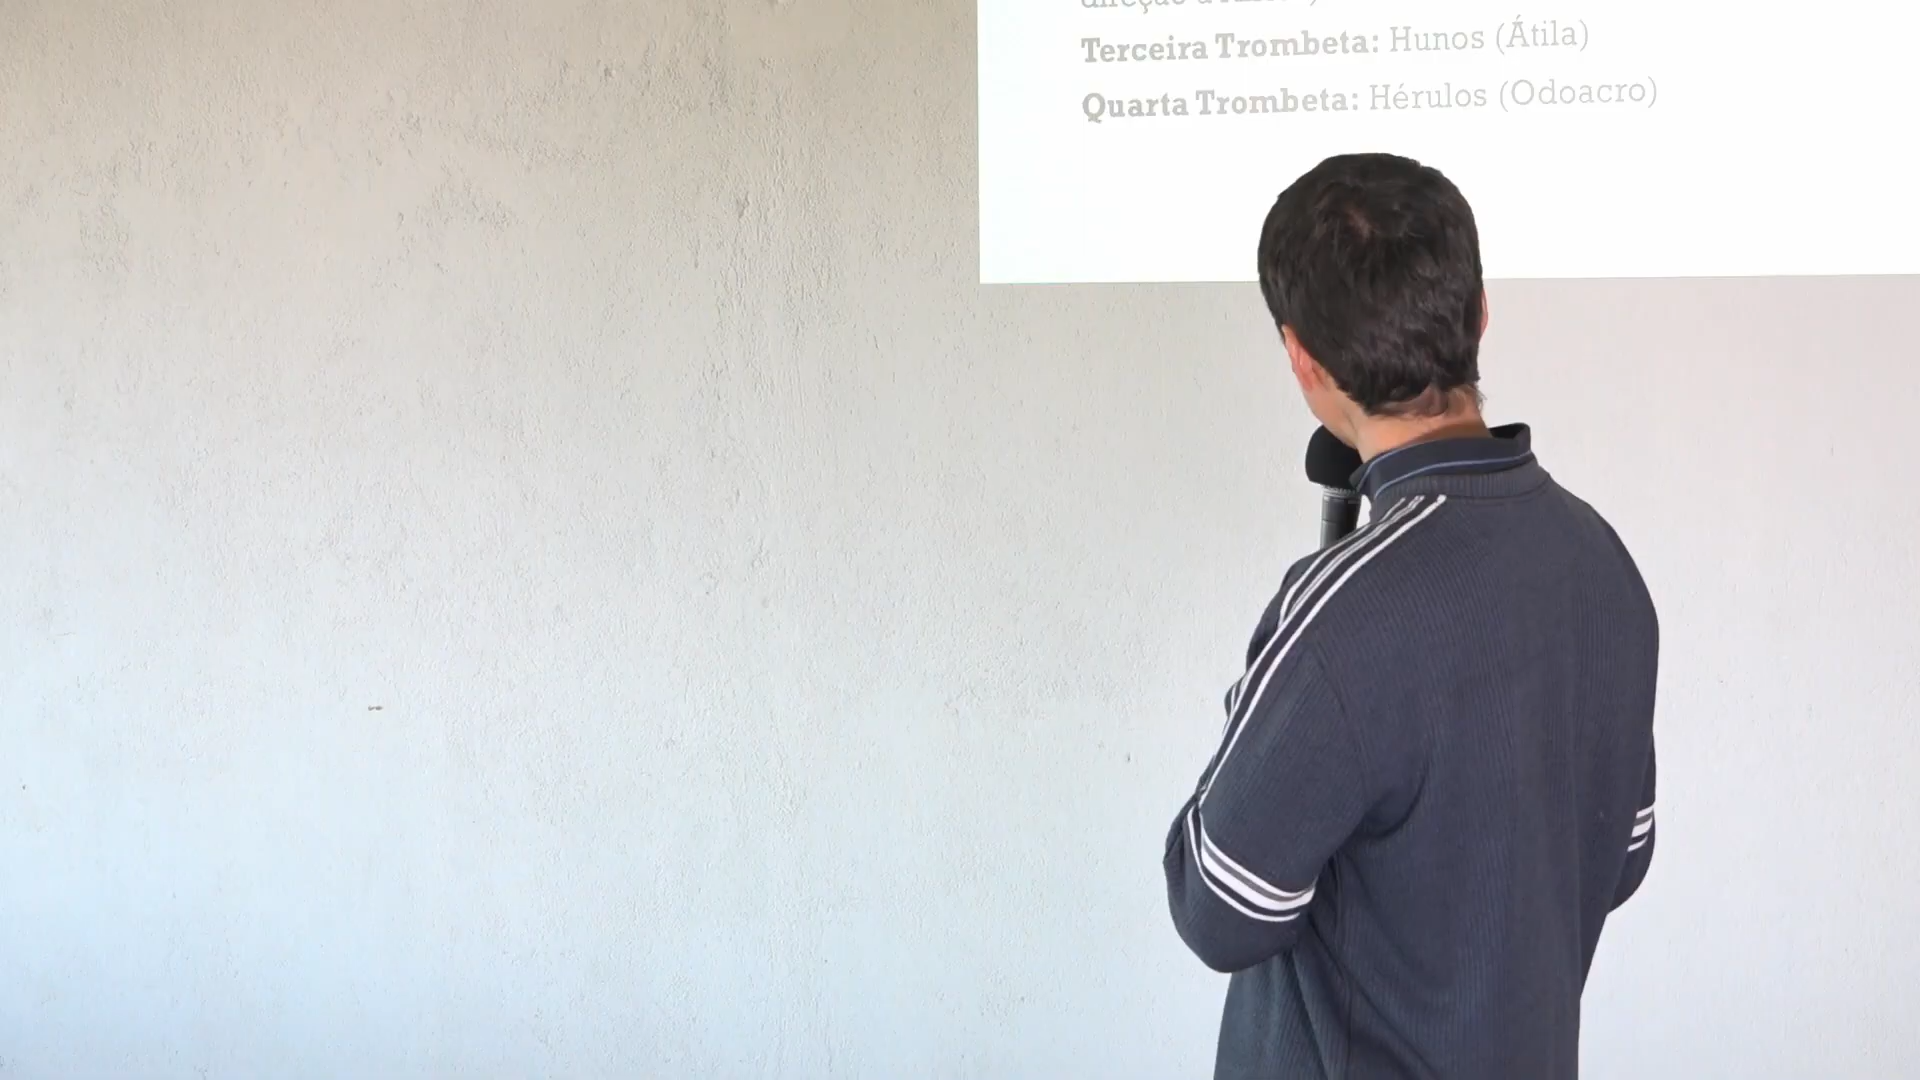 Terceira Trombeta: Hunos (Átila)
Quarta Trombeta: Hérulos (Odoacro)